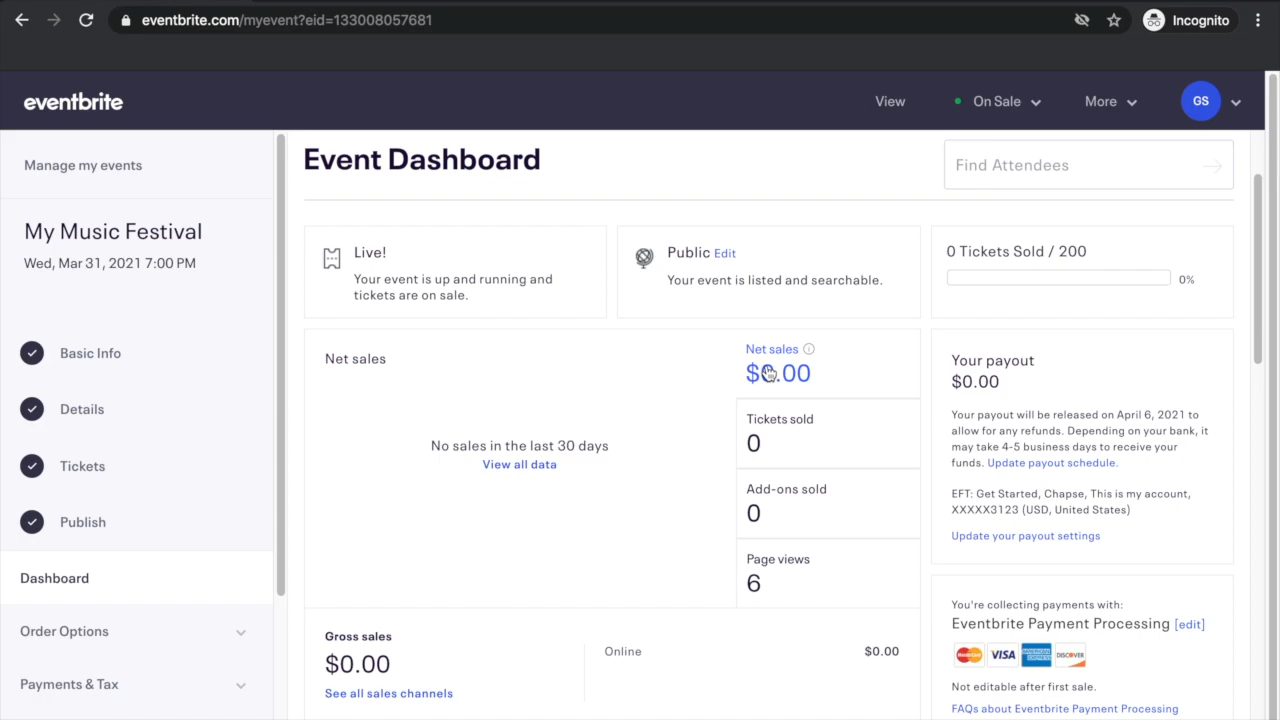 eventbrite.com/myevent?eid=133008057681
Incognito
eventbrite
View
On Sale
More
GS
Manage my events
My Music Festival
Wed, Mar 31, 2021 7:00 PM
Basic Info
Details
Tickets
Publish
Dashboard
Order Options
Payments & Tax
Event Dashboard
Find Attendees
Live!
Your event is up and running and
tickets are on sale.
Public Edit
Your event is listed and searchable.
0 Tickets Sold / 200
0%
Net sales
No sales in the last 30 days
View all data
Net sales
$0.00
Tickets sold
0
Add-ons sold
0
Page views
6
Gross sales
$0.00
See all sales channels
Online
$0.00
Your payout
$0.00
Your payout will be released on April 6, 2021 to
allow for any refunds. Depending on your bank, it
may take 4-5 business days to receive your
funds. Update payout schedule.
EFT: Get Started, Chapse, This is my account,
XXXXX3123 (USD, United States)
Update your payout settings
You're collecting payments with:
Eventbrite Payment Processing [edit]
MasterCard
VISA
AMERICAN EXPRESS
DISCOVER
Not editable after first sale.
FAQs about Eventbrite Payment Processing